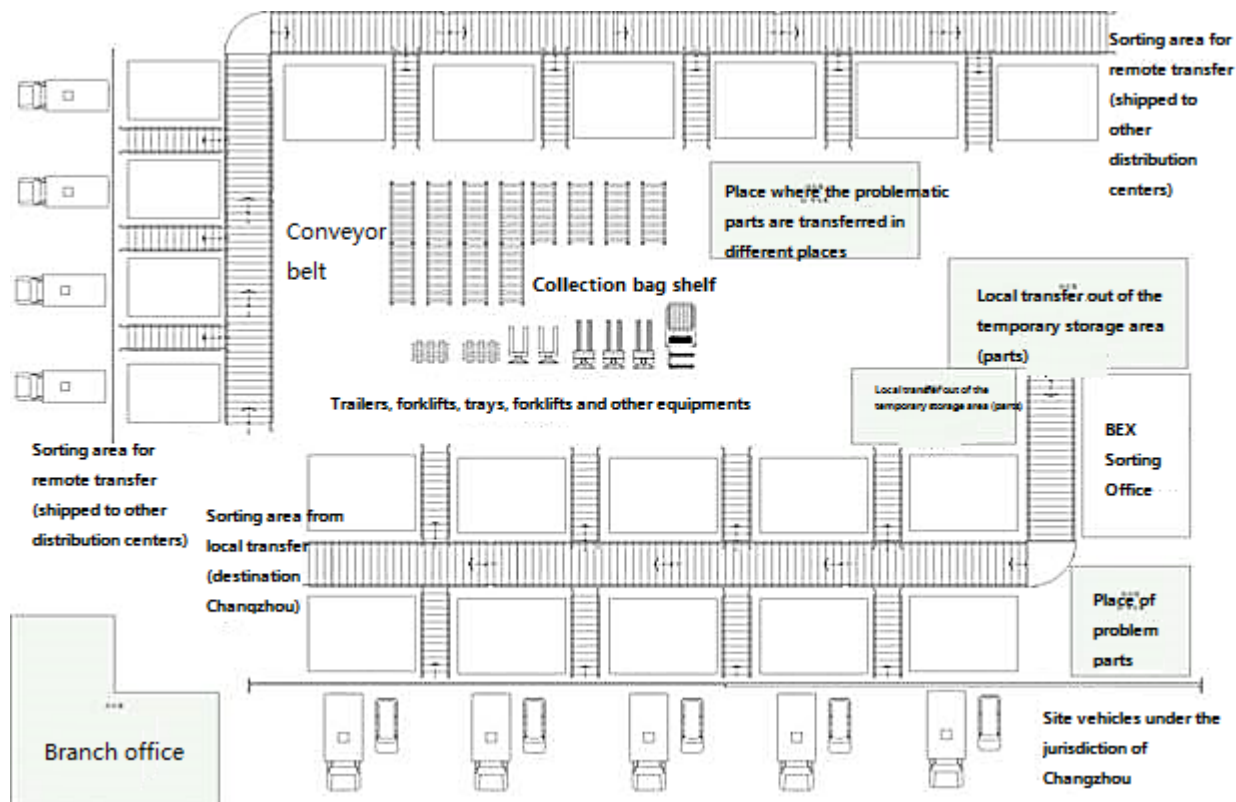 Sorting area for
remote transfer
(shipped to
other
distribution
centers)
Place where the problematic
parts are transferred in
different places
Conveyor
belt
Collection bag shelf
Local transfer out of the
temporary storage area
(parts)
Local transfer out of the
temporary storage area (parts)
Trailers, forklifts, trays, forklifts and other equipments
BEX
Sorting
Office
Sorting area for
remote transfer
(shipped to other
distribution centers)
Sorting area from
local transfer
(destination
Changzhou)
Place of
problem
parts
Branch office
Site vehicles under the
jurisdiction of
Changzhou